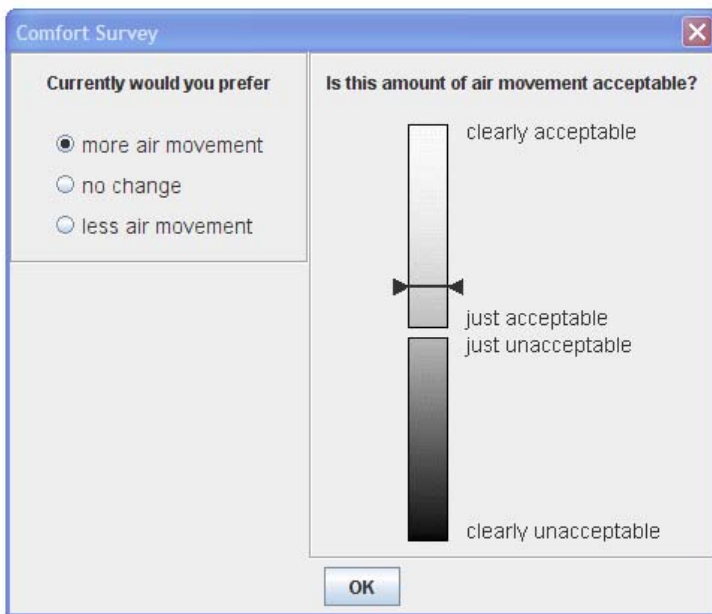 Comfort Survey
Currently would you prefer
more air movement
no change
less air movement
Is this amount of air movement acceptable?
clearly acceptable
just acceptable
just unacceptable
clearly unacceptable
OK